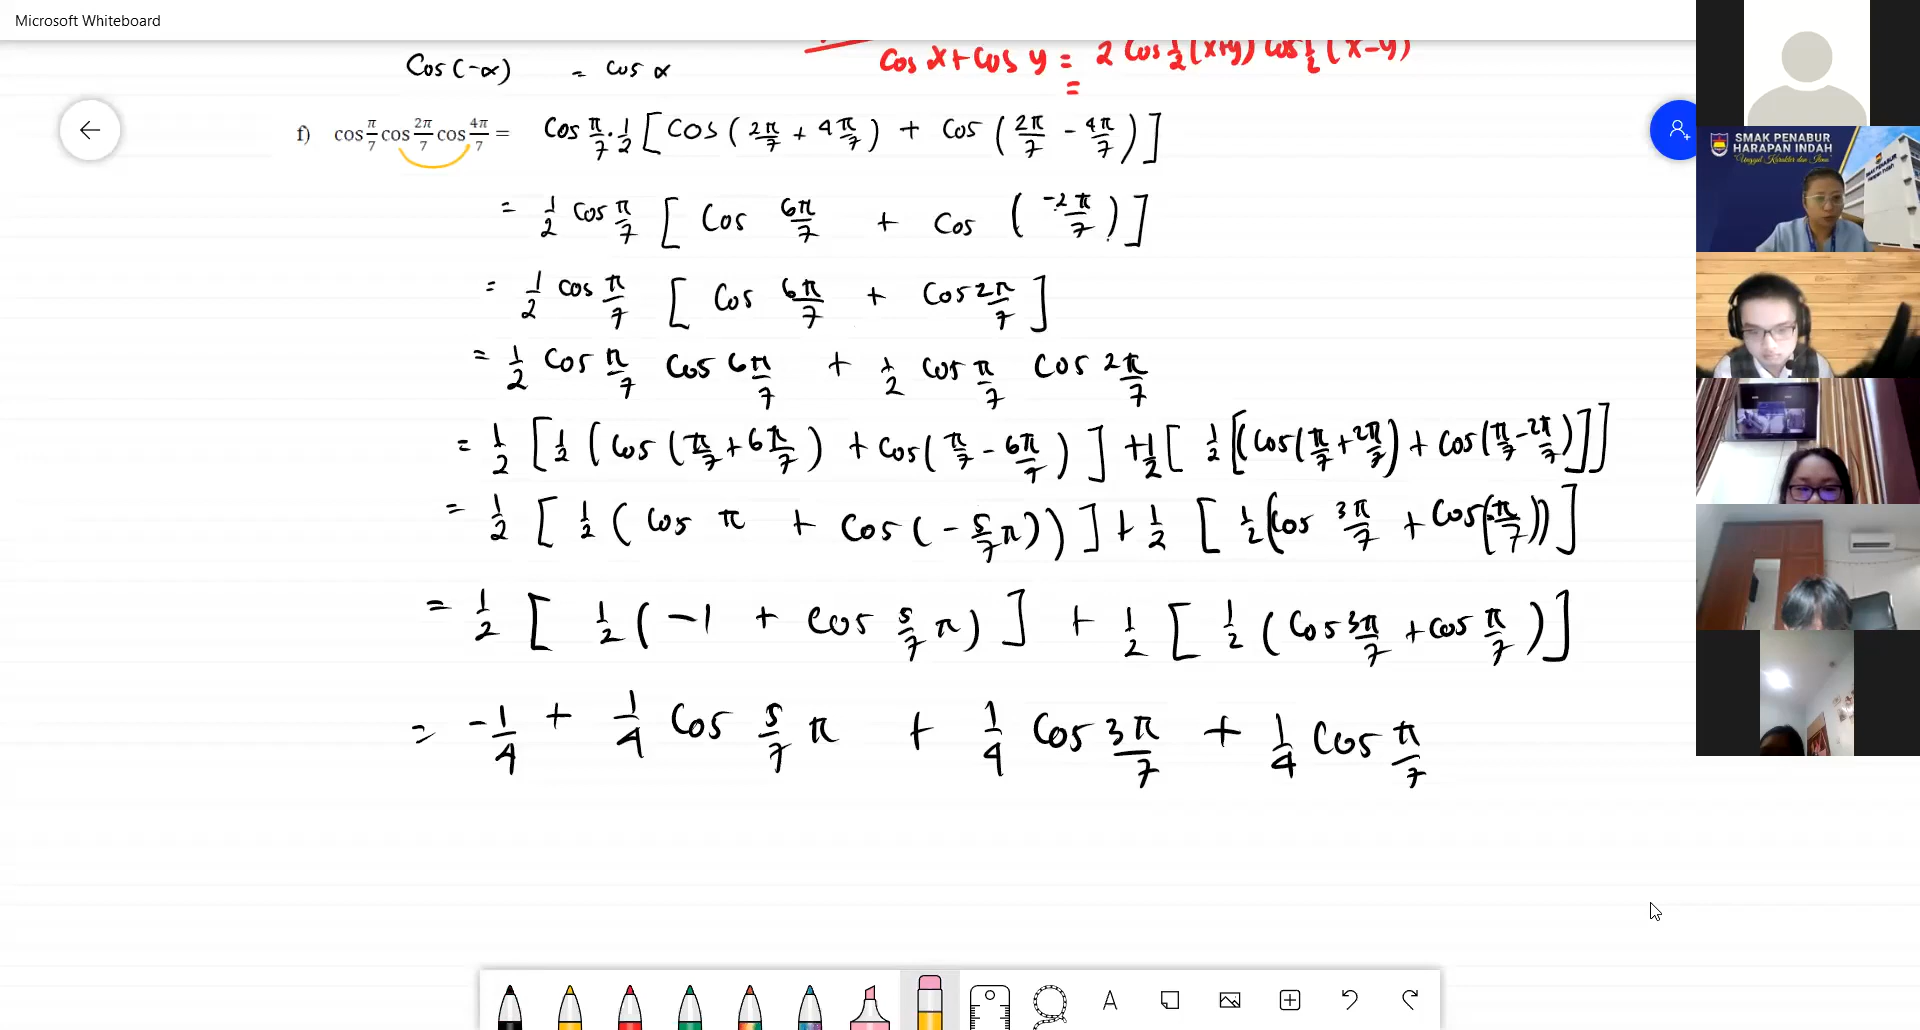 Microsoft Whiteboard
cos x + cos y = 2 cos ½ (x+y) cos ½ (x−y)
=
Cos (−α) = cos α
f) cos π/7 cos 2π/7 cos 4π/7 = Cos π/7 · 1/2 [ cos ( 2π/7 + 4π/7 ) + cos ( 2π/7 − 4π/7 ) ]
= 1/2 cos π/7 [ cos 6π/7 + cos ( −2π/7 ) ]
= 1/2 cos π/7 [ cos 6π/7 + cos 2π/7 ]
= 1/2 cos π/7 cos 6π/7 + 1/2 cos π/7 cos 2π/7
= 1/2 [ 1/2 ( cos ( π/7 + 6π/7 ) + cos ( π/7 − 6π/7 ) ] + 1/2 [ 1/2 [ (cos ( π/7 + 2π/7 ) + cos ( π/7 − 2π/7 ) ] ]
= 1/2 [ 1/2 ( cos π + cos ( − 5/7 π ) ) ] + 1/2 [ 1/2 ( cos 3π/7 + cos ( −π/7 ) ) ]
= 1/2 [ 1/2 ( −1 + cos 5/7 π ) ] + 1/2 [ 1/2 ( cos 3π/7 + cos π/7 ) ]
= −1/4 + 1/4 cos 5/7 π + 1/4 cos 3π/7 + 1/4 cos π/7
SMAK PENABUR
HARAPAN INDAH
"Unggul Karakter dan Ilmu"
A